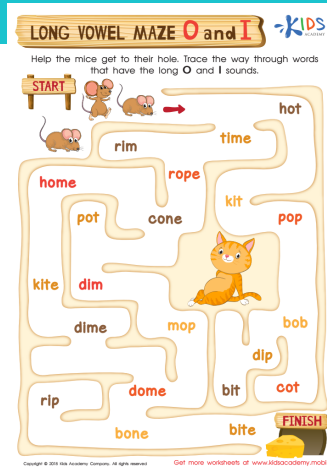 LONG VOWEL MAZE O and I
KIDS
ACADEMY
Help the mice get to their hole. Trace the way through words
that have the long O and I sounds.
START
hot
rim
time
home
rope
kit
pot
cone
pop
kite
dim
dime
mop
bob
dip
rip
dome
bit
cot
bone
bite
FINISH
Copyright © 2018 Kids Academy Company. All rights reserved
Get more worksheets at www.kidsacademy.mobi